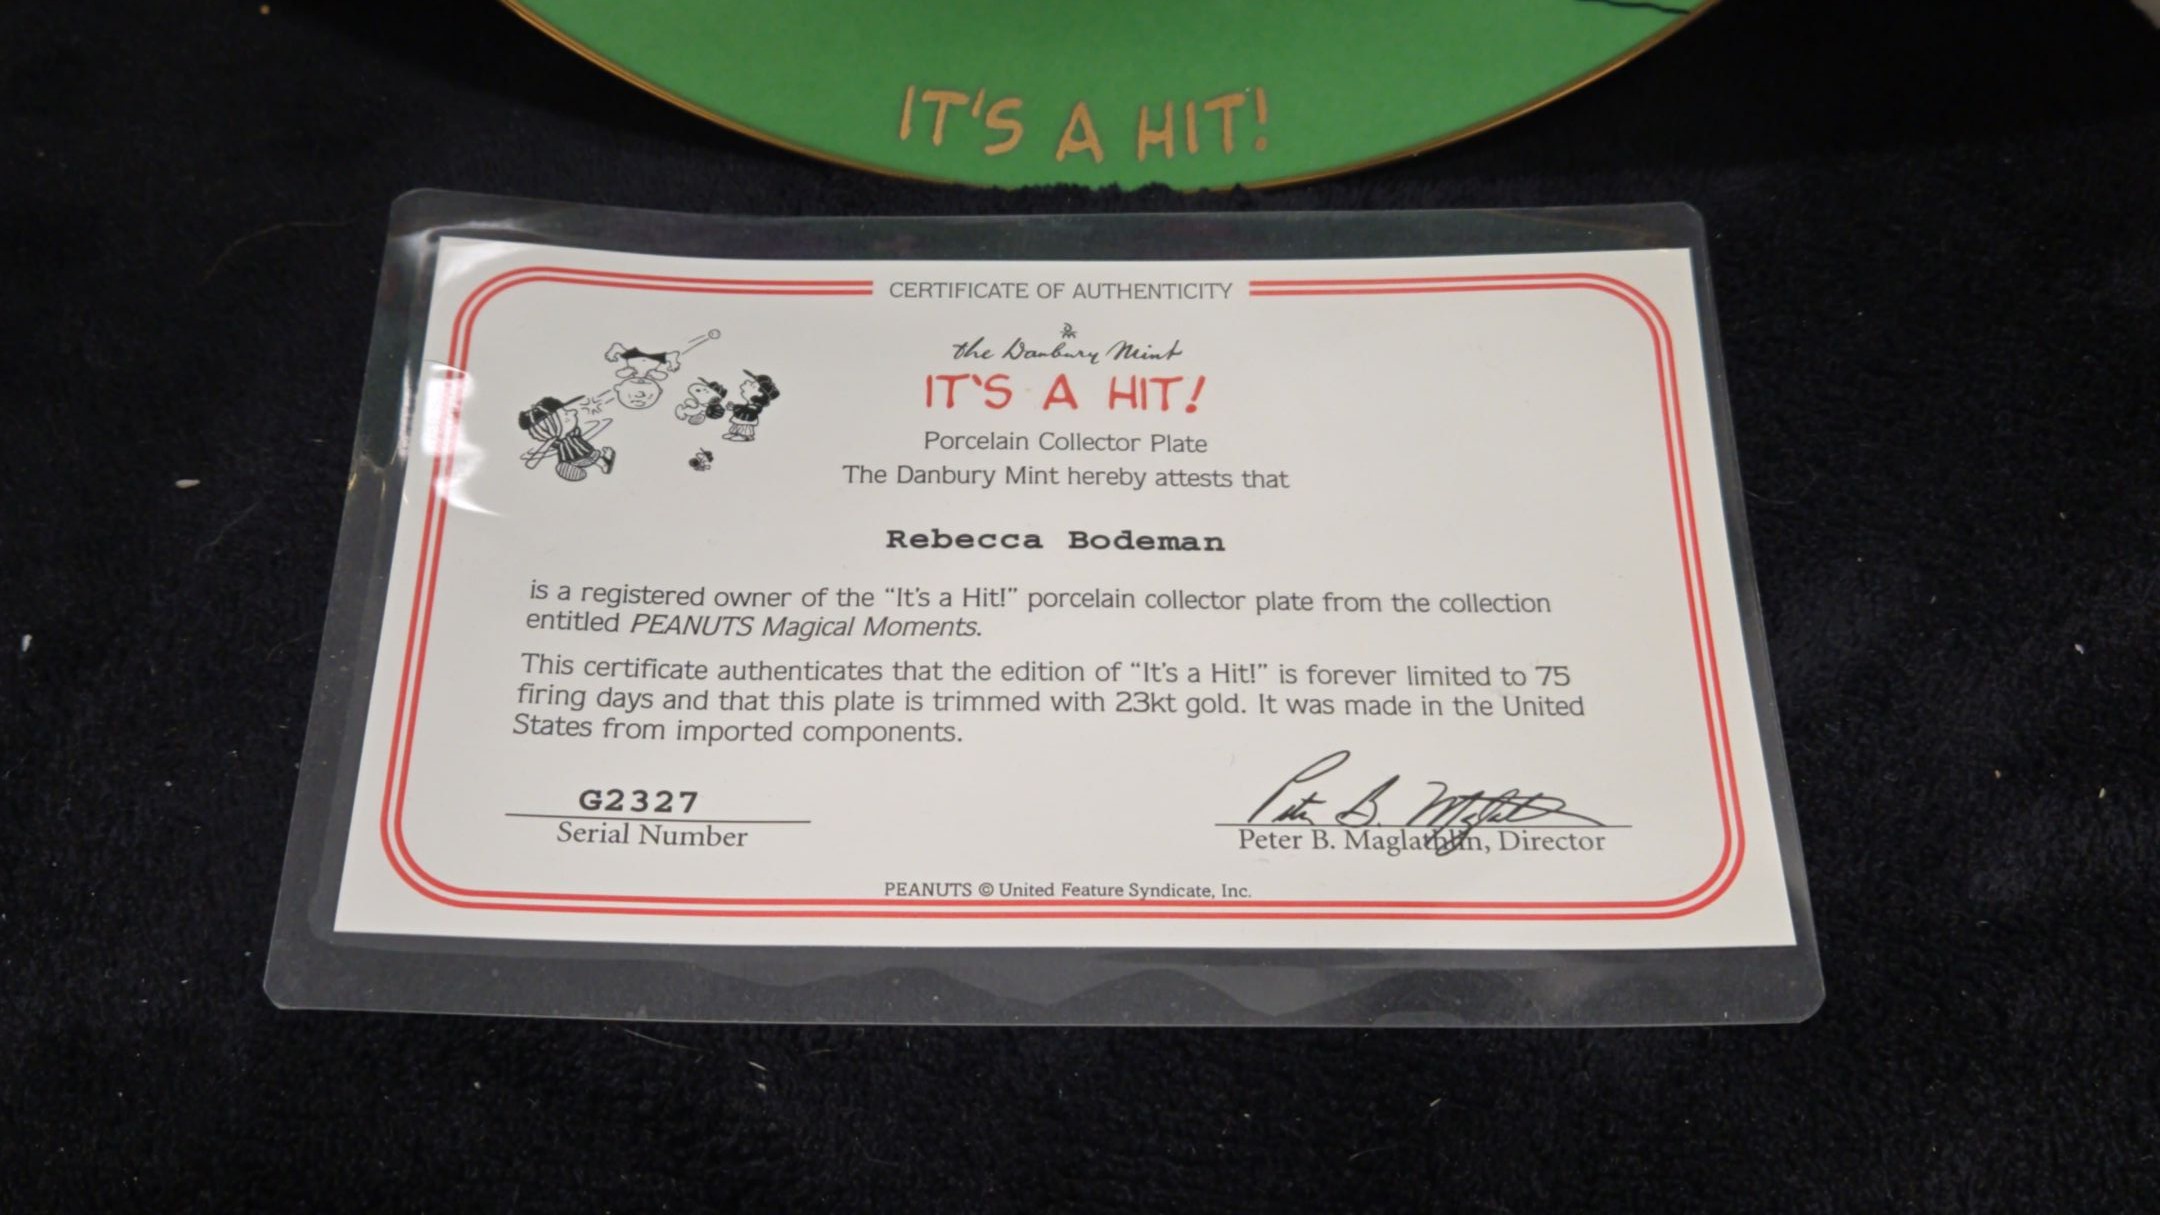 IT'S A HIT!
CERTIFICATE OF AUTHENTICITY
the Danbury Mint
IT'S A HIT!
Porcelain Collector Plate
The Danbury Mint hereby attests that
Rebecca Bodeman
is a registered owner of the “It's a Hit!” porcelain collector plate from the collection
entitled PEANUTS Magical Moments.
This certificate authenticates that the edition of “It's a Hit!” is forever limited to 75
firing days and that this plate is trimmed with 23kt gold. It was made in the United
States from imported components.
G2327
Serial Number
Peter B. Maglathlin
Peter B. Maglathlin, Director
PEANUTS © United Feature Syndicate, Inc.